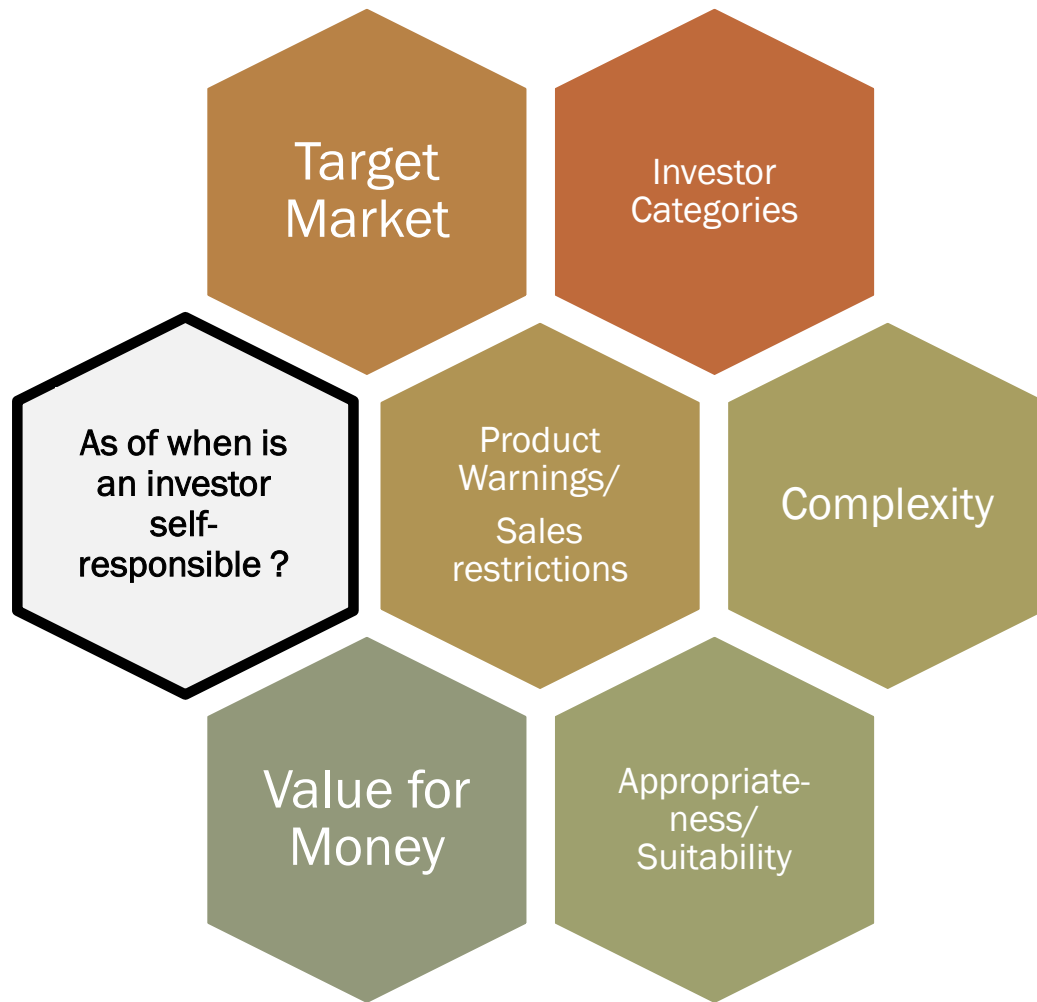 Target
Market
Investor
Categories
As of when is
an investor
self-
responsible ?
Product
Warnings/
Sales
restrictions
Complexity
Value for
Money
Appropriate-
ness/
Suitability